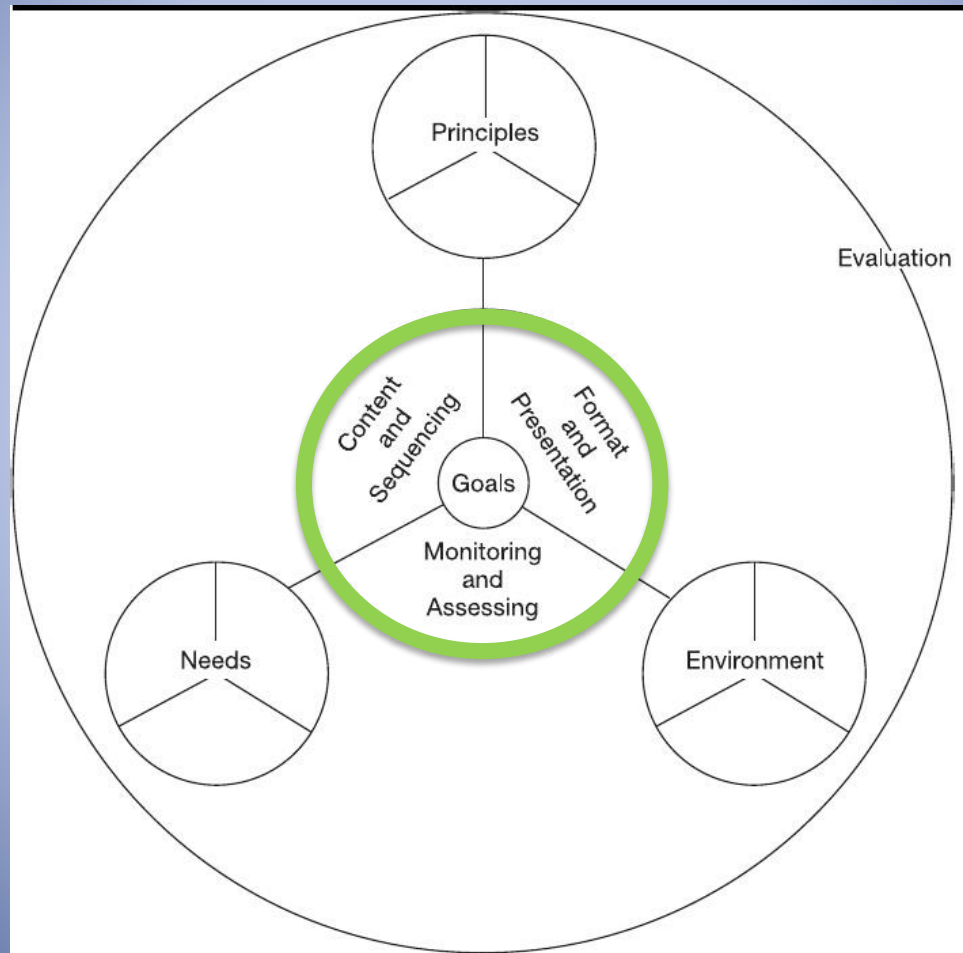 Principles
Evaluation
Content
and
Sequencing
Format
and
Presentation
Goals
Monitoring
and
Assessing
Needs
Environment